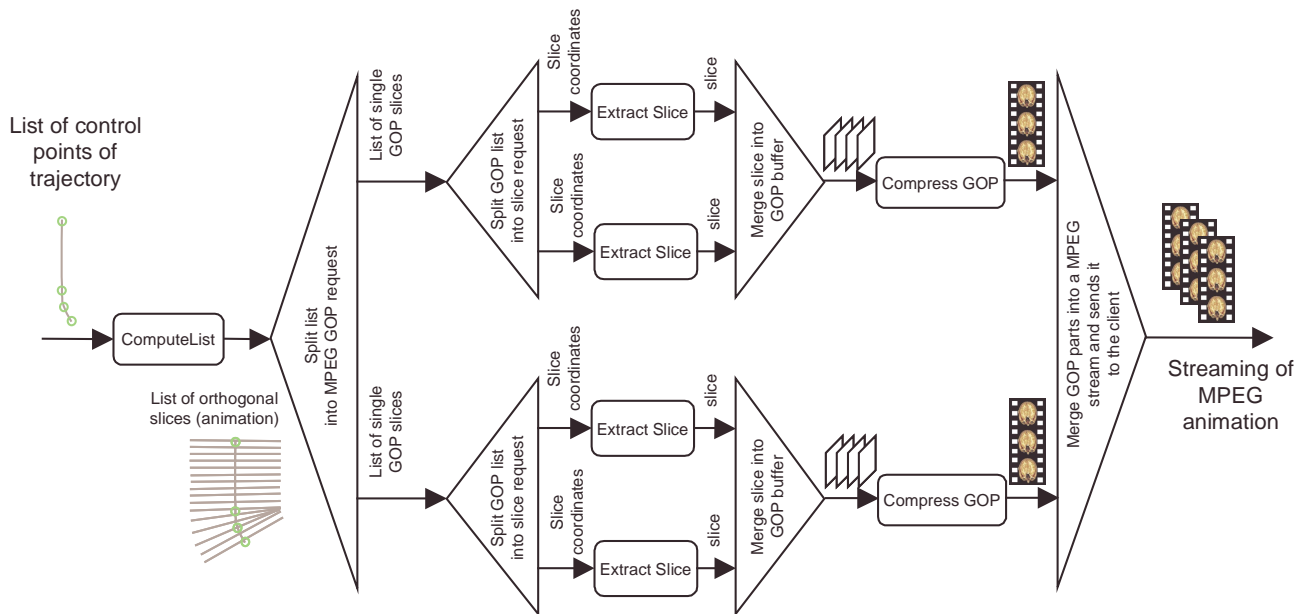 List of control
points of
trajectory
ComputeList
List of orthogonal
slices (animation)
Split list
into MPEG GOP request
List of single
GOP slices
Split GOP list
into slice request
Slice
coordinates
Extract Slice
slice
Slice
coordinates
Extract Slice
slice
Merge slice into
GOP buffer
Compress GOP
List of single
GOP slices
Split GOP list
into slice request
Slice
coordinates
Extract Slice
slice
Slice
coordinates
Extract Slice
slice
Merge slice into
GOP buffer
Compress GOP
Merge GOP parts into a MPEG
stream and sends it
to the client
Streaming of
MPEG
animation